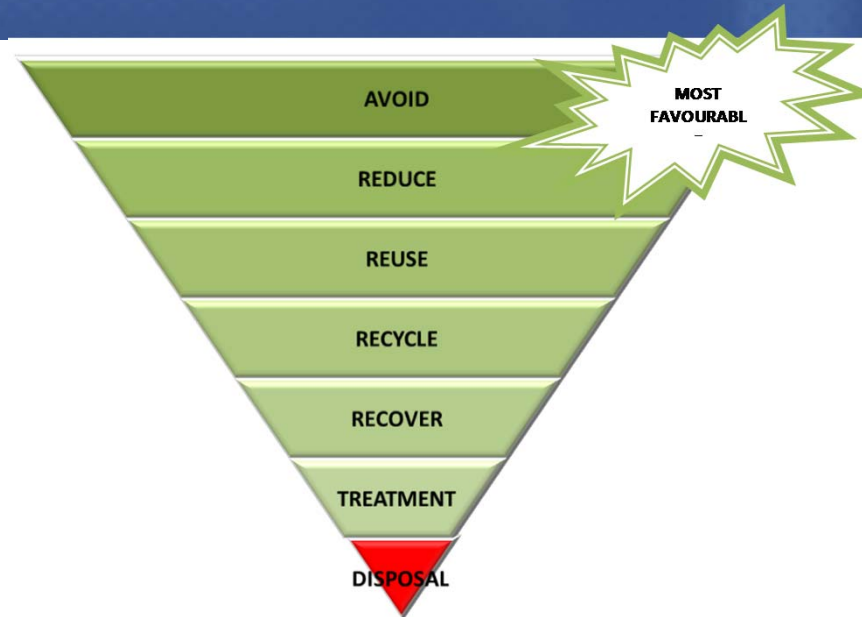 AVOID
MOST
FAVOURABL
REDUCE
REUSE
RECYCLE
RECOVER
TREATMENT
DISPOSAL